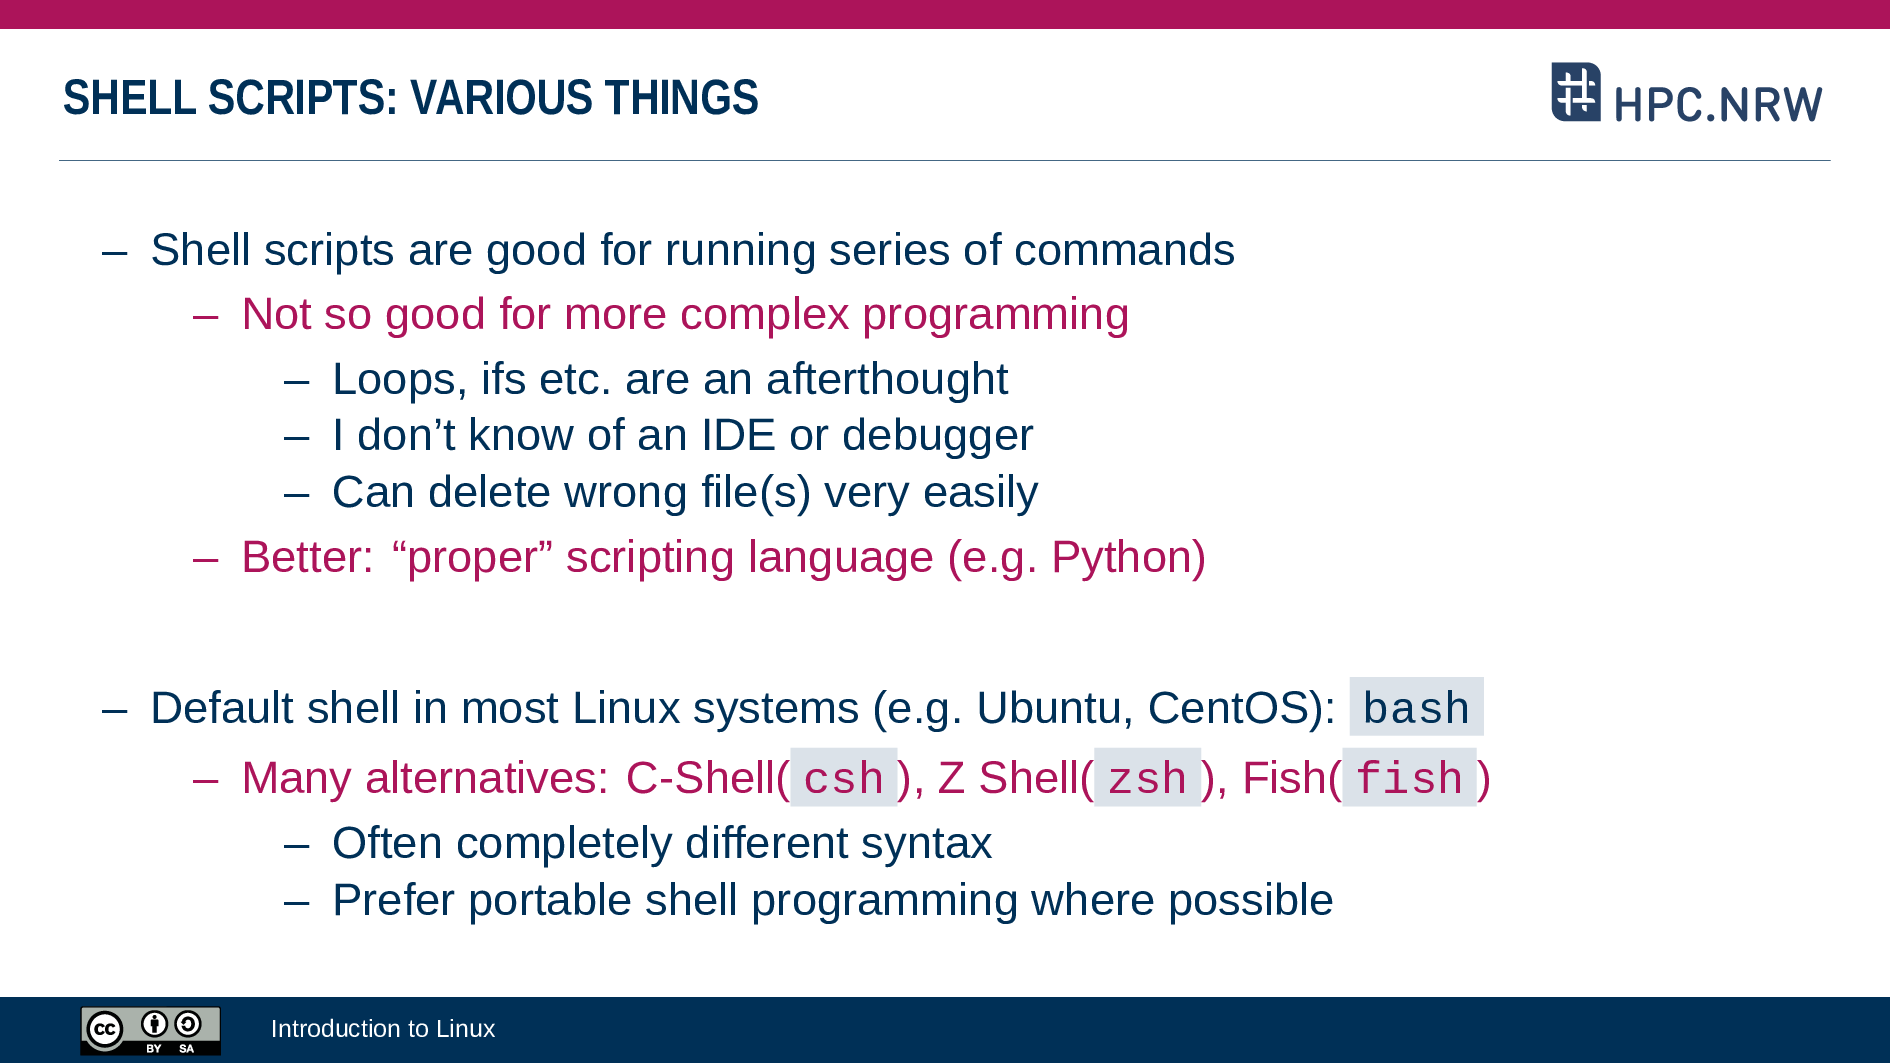 SHELL SCRIPTS: VARIOUS THINGS
HPC.NRW
– Shell scripts are good for running series of commands
– Not so good for more complex programming
– Loops, ifs etc. are an afterthought
– I don’t know of an IDE or debugger
– Can delete wrong file(s) very easily
– Better: “proper” scripting language (e.g. Python)
– Default shell in most Linux systems (e.g. Ubuntu, CentOS): bash
– Many alternatives: C-Shell( csh ), Z Shell( zsh ), Fish( fish )
– Often completely different syntax
– Prefer portable shell programming where possible
cc BY SA
Introduction to Linux